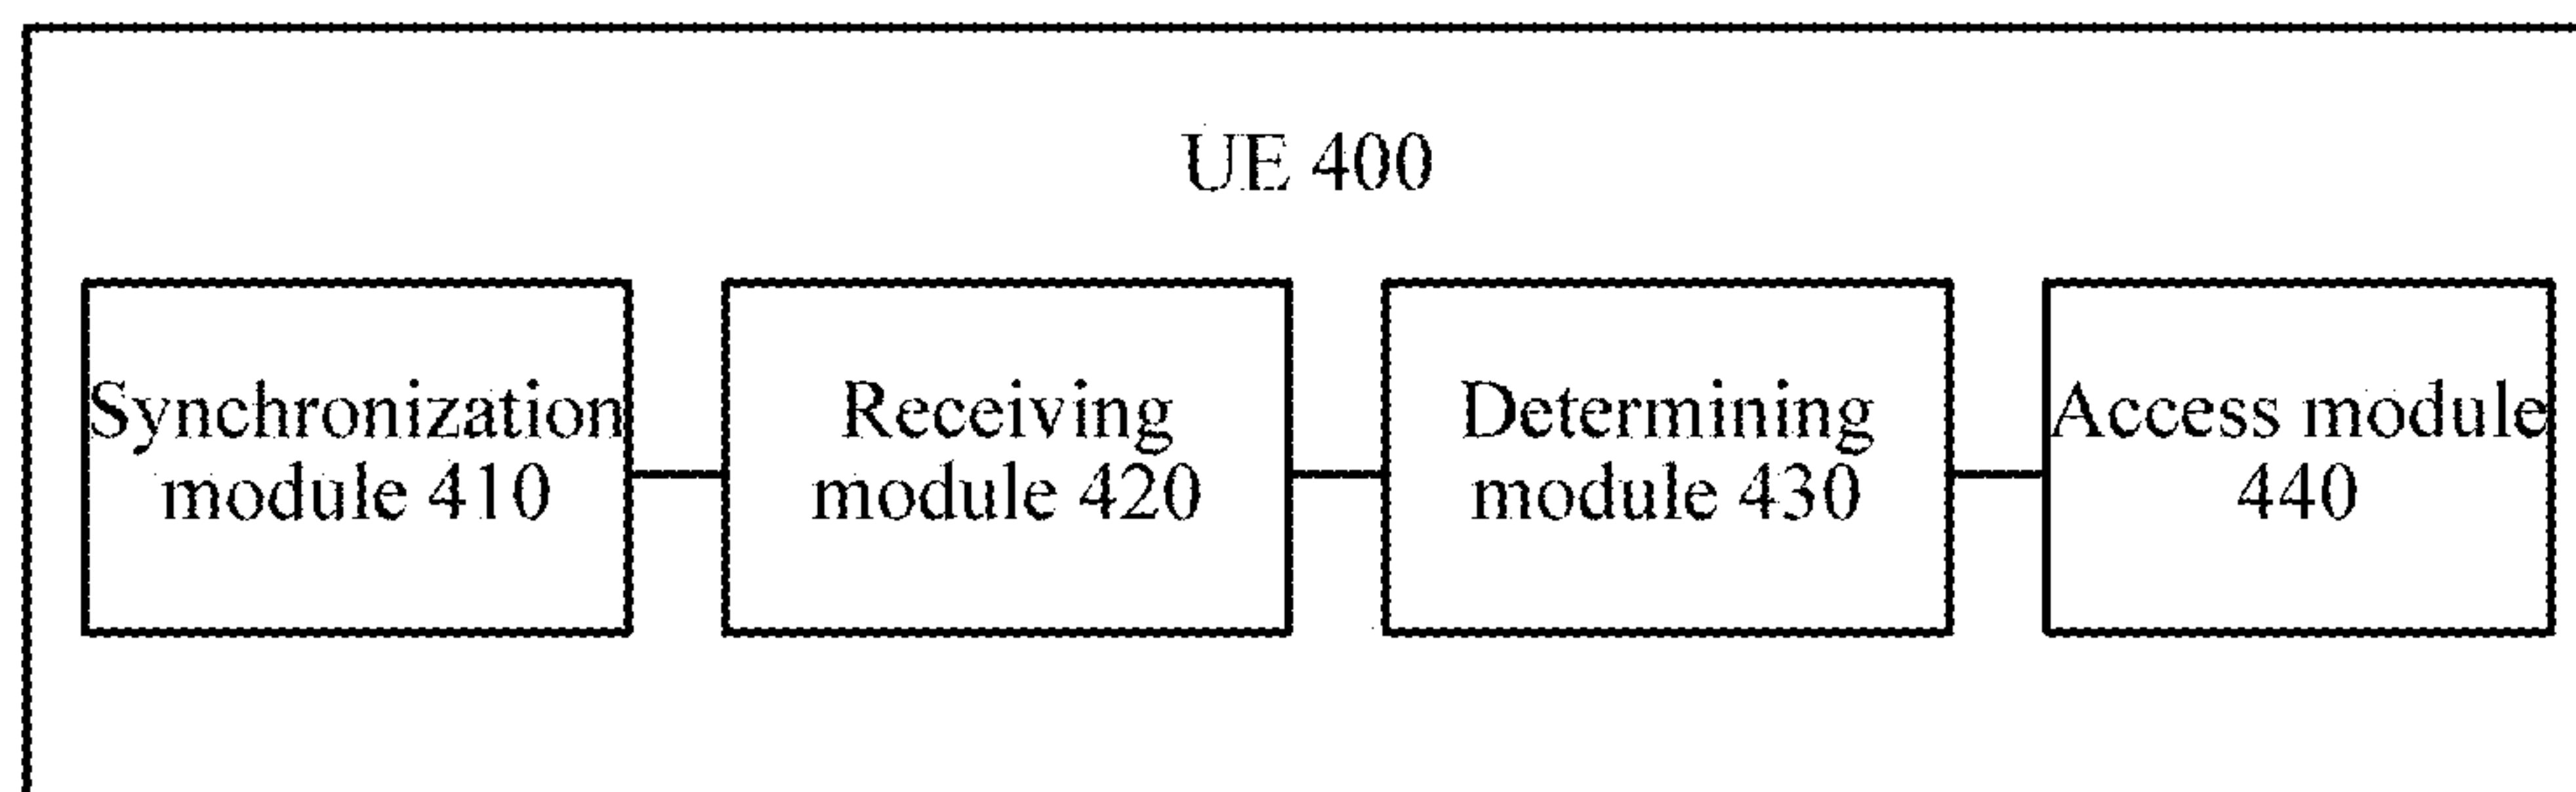 UE 400
Synchronization
module 410
Receiving
module 420
Determining
module 430
Access module
440